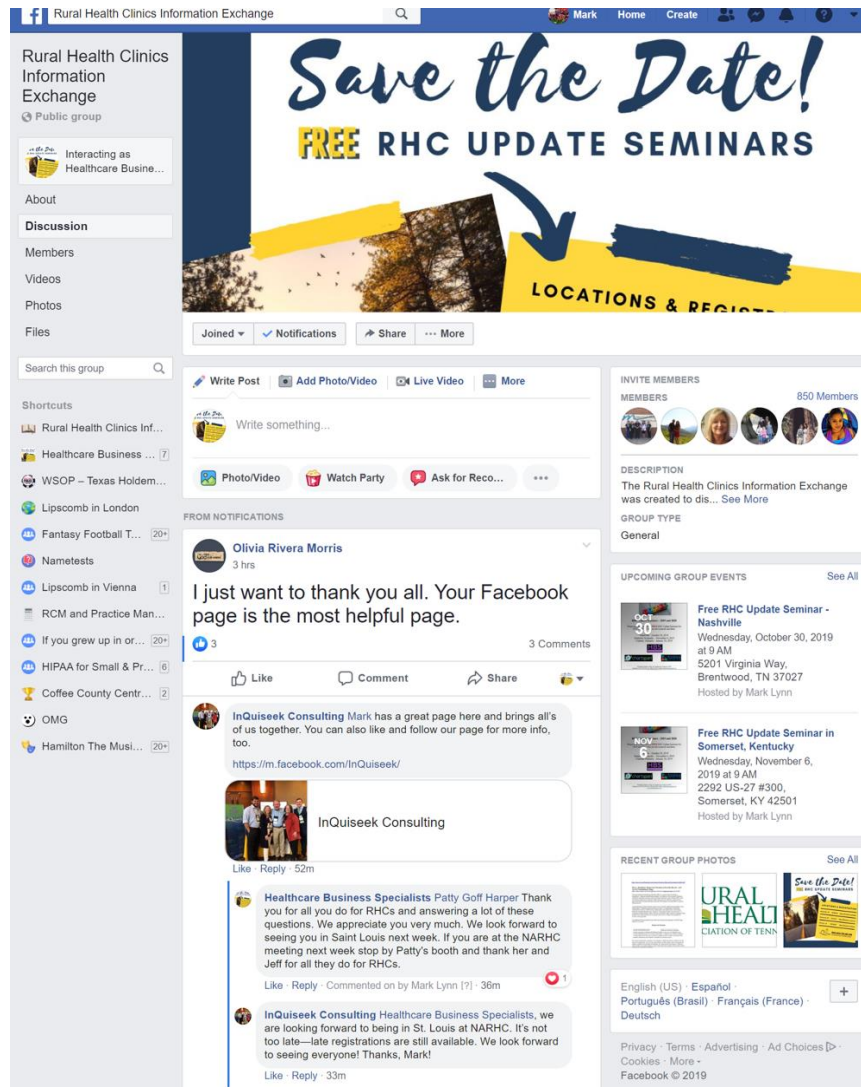 Rural Health Clinics Information Exchange
Mark
Home
Create
Rural Health Clinics
Information
Exchange
Public group
Interacting as
Healthcare Busine...
About
Discussion
Members
Videos
Photos
Files
Search this group
Shortcuts
Rural Health Clinics Inf...
Healthcare Business ... 7
WSOP – Texas Holdem...
Lipscomb in London
Fantasy Football T... 20+
Nametests
Lipscomb in Vienna 1
RCM and Practice Man...
If you grew up in or... 20+
HIPAA for Small & Pr... 6
Coffee County Centr... 2
OMG
Hamilton The Musi... 20+
Save the Date!
FREE RHC UPDATE SEMINARS
LOCATIONS &
Joined
Notifications
Share
More
Write Post
Add Photo/Video
Live Video
More
Write something...
Photo/Video
Watch Party
Ask for Reco...
FROM NOTIFICATIONS
Olivia Rivera Morris
3 hrs
I just want to thank you all. Your Facebook
page is the most helpful page.
3
3 Comments
Like
Comment
Share
InQuiseek Consulting Mark has a great page here and brings all's
of us together. You can also like and follow our page for more info,
too.
https://m.facebook.com/InQuiseek/
InQuiseek Consulting
Like · Reply · 52m
Healthcare Business Specialists Patty Goff Harper Thank
you for all you do for RHCs and answering a lot of these
questions. We appreciate you very much. We look forward to
seeing you in Saint Louis next week. If you are at the NARHC
meeting next week stop by Patty's booth and thank her and
Jeff for all they do for RHCs.
1
Like · Reply · Commented on by Mark Lynn [?] · 36m
InQuiseek Consulting Healthcare Business Specialists, we
are looking forward to being in St. Louis at NARHC. It's not
too late—late registrations are still available. We look forward
to seeing everyone! Thanks, Mark!
Like · Reply · 33m
INVITE MEMBERS
MEMBERS
850 Members
DESCRIPTION
The Rural Health Clinics Information Exchange
was created to dis... See More
GROUP TYPE
General
UPCOMING GROUP EVENTS
See All
OCT
30
Free RHC Update Seminar -
Nashville
Wednesday, October 30, 2019
at 9 AM
5201 Virginia Way,
Brentwood, TN 37027
Hosted by Mark Lynn
NOV
6
Free RHC Update Seminar in
Somerset, Kentucky
Wednesday, November 6,
2019 at 9 AM
2292 US-27 #300,
Somerset, KY 42501
Hosted by Mark Lynn
RECENT GROUP PHOTOS
See All
URAL
HEALT
CIATION OF TENN
Save the Date!
English (US) · Español ·
Português (Brasil) · Français (France) ·
Deutsch
Privacy · Terms · Advertising · Ad Choices ·
Cookies · More
Facebook © 2019